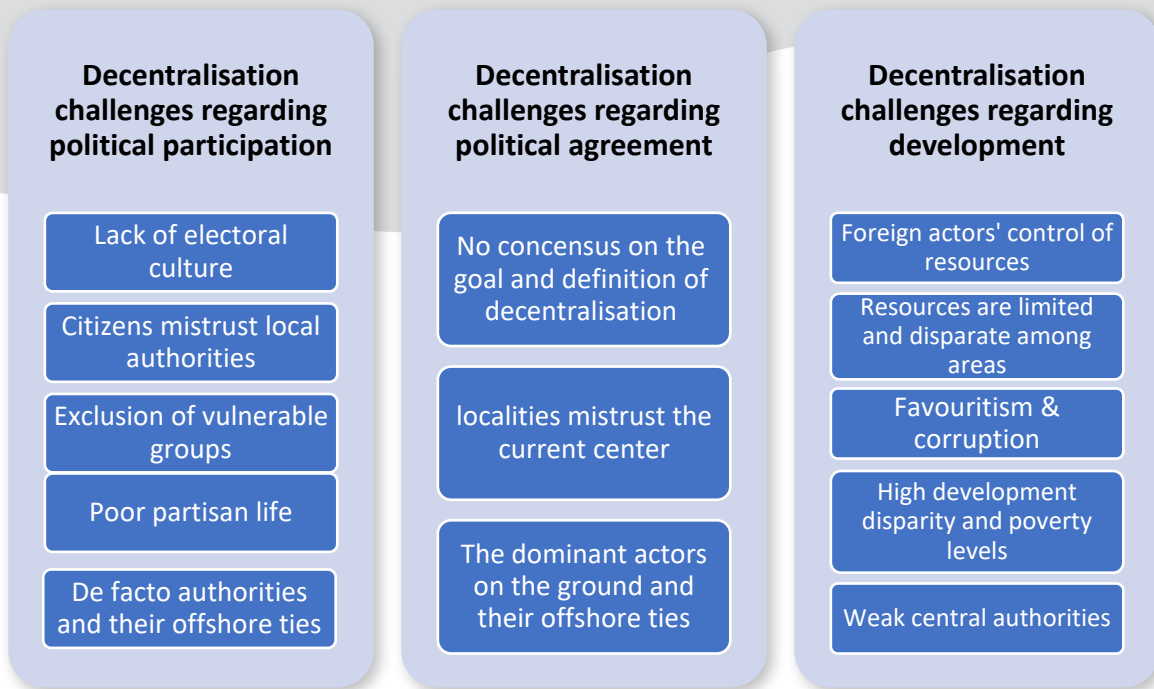 Decentralisation
challenges regarding
political participation
Lack of electoral
culture
Citizens mistrust local
authorities
Exclusion of vulnerable
groups
Poor partisan life
De facto authorities
and their offshore ties
Decentralisation
challenges regarding
political agreement
No concensus on the
goal and definition of
decentralisation
localities mistrust the
current center
The dominant actors
on the ground and
their offshore ties
Decentralisation
challenges regarding
development
Foreign actors' control of
resources
Resources are limited
and disparate among
areas
Favouritism &
corruption
High development
disparity and poverty
levels
Weak central authorities